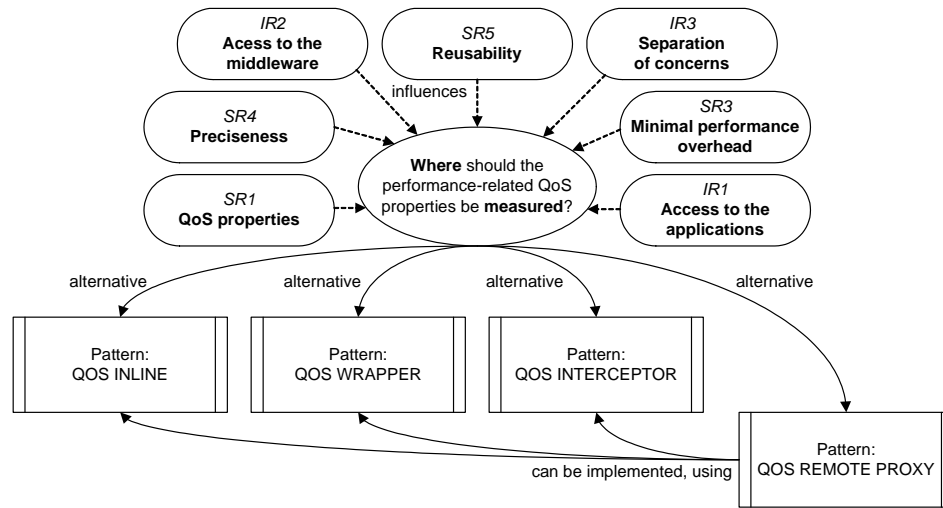 IR2
Acess to the
middleware
SR5
Reusability
IR3
Separation
of concerns
influences
SR4
Preciseness
SR3
Minimal performance
overhead
Where should the
performance-related QoS
properties be measured?
SR1
QoS properties
IR1
Access to the
applications
alternative
alternative
alternative
alternative
Pattern:
QOS INLINE
Pattern:
QOS WRAPPER
Pattern:
QOS INTERCEPTOR
Pattern:
QOS REMOTE PROXY
can be implemented, using